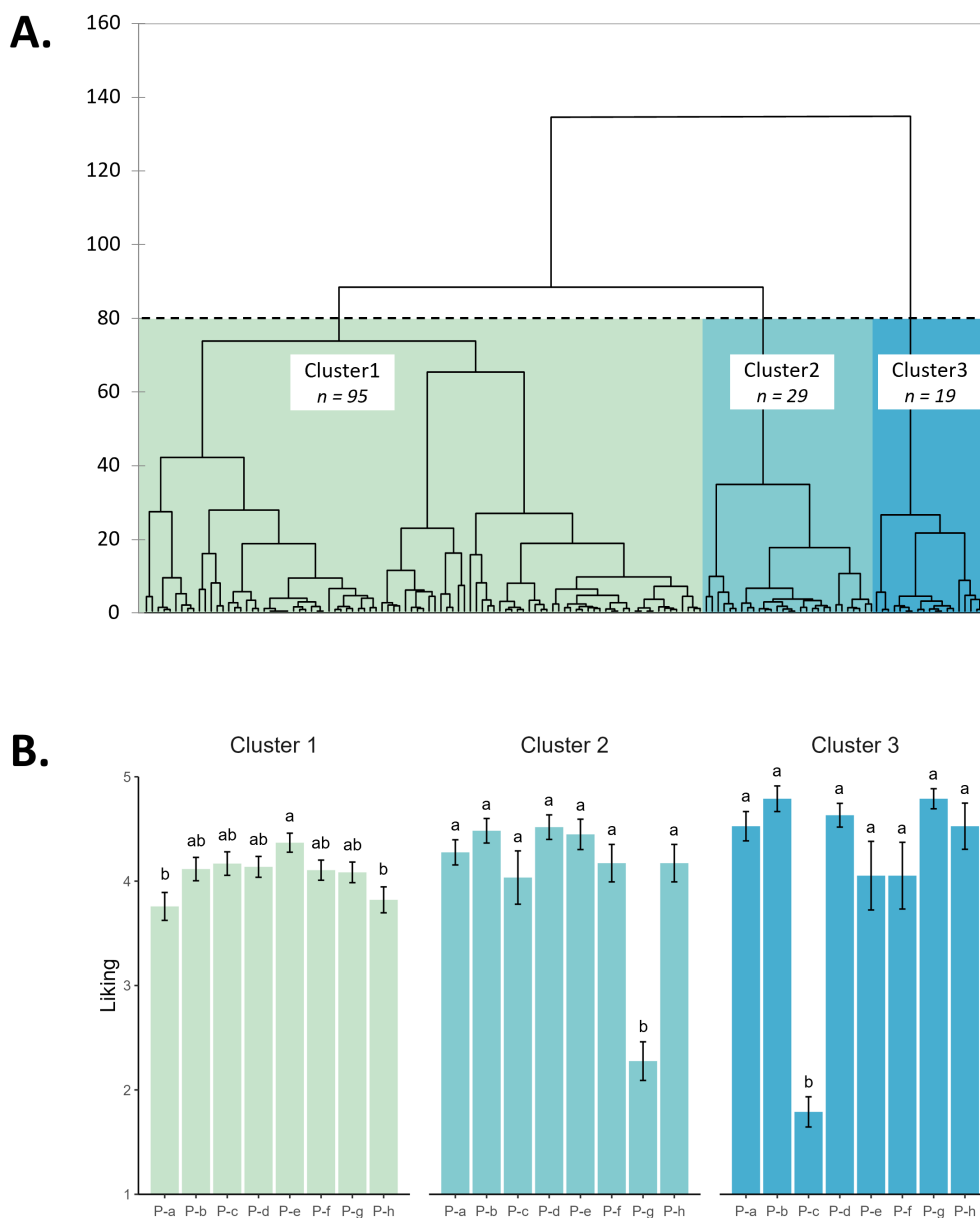 A.
160
140
120
100
80
60
40
20
0
Cluster1
n = 95
Cluster2
n = 29
Cluster3
n = 19
B.
Cluster 1
Cluster 2
Cluster 3
Liking
5
4
3
2
1
b ab ab ab a ab ab b
a a a a a a b a
a a b a a a a a
P-a P-b P-c P-d P-e P-f P-g P-h
P-a P-b P-c P-d P-e P-f P-g P-h
P-a P-b P-c P-d P-e P-f P-g P-h